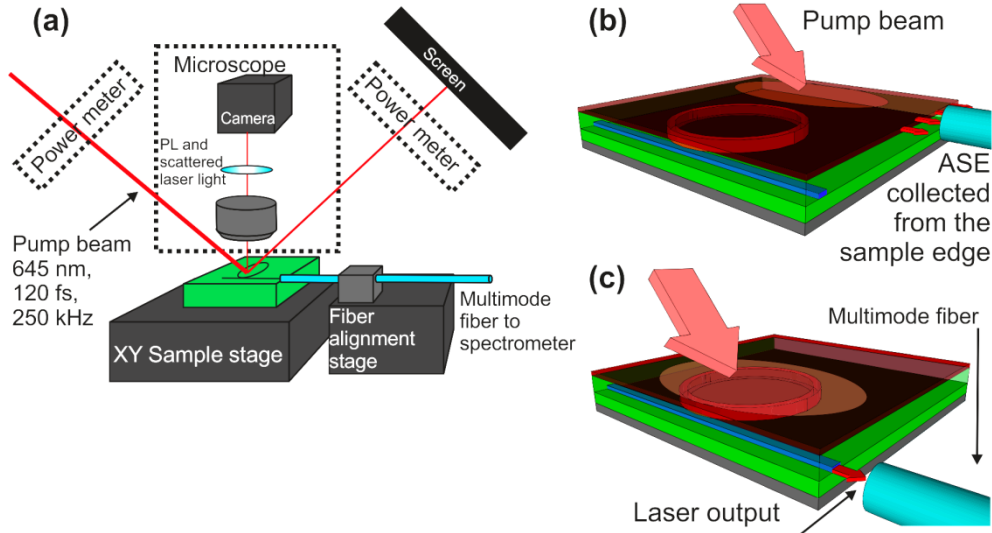 (a)
Microscope
Camera
PL and
scattered
laser light
Power meter
Power meter
Screen
Pump beam
645 nm,
120 fs,
250 kHz
XY Sample stage
Fiber
alignment
stage
Multimode
fiber to
spectrometer
(b)
Pump beam
ASE
collected
from the
sample edge
(c)
Multimode fiber
Laser output